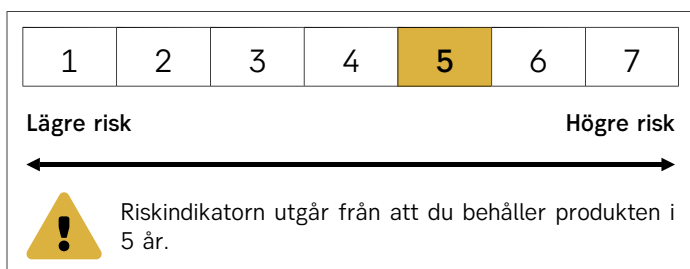 1 2 3 4 5 6 7
Lägre risk Högre risk
Riskindikatorn utgår från att du behåller produkten i
5 år.